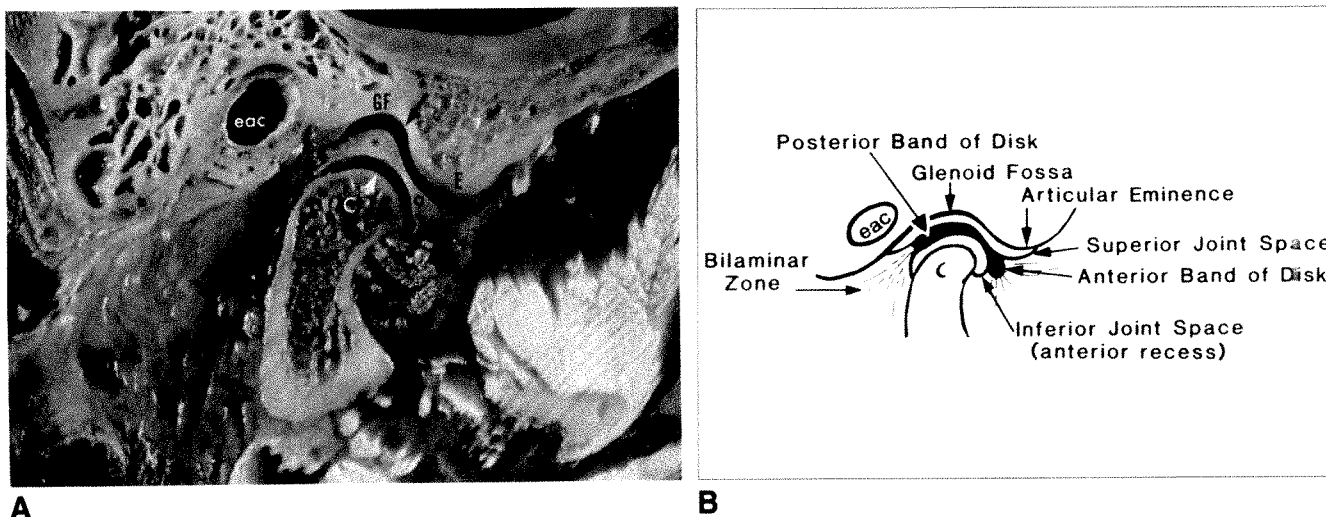 eac
GF
E
C
A
Posterior Band of Disk
Glenoid Fossa
Articular Eminence
eac
Superior Joint Space
Bilaminar
Zone
Anterior Band of Disk
C
Inferior Joint Space
(anterior recess)
B